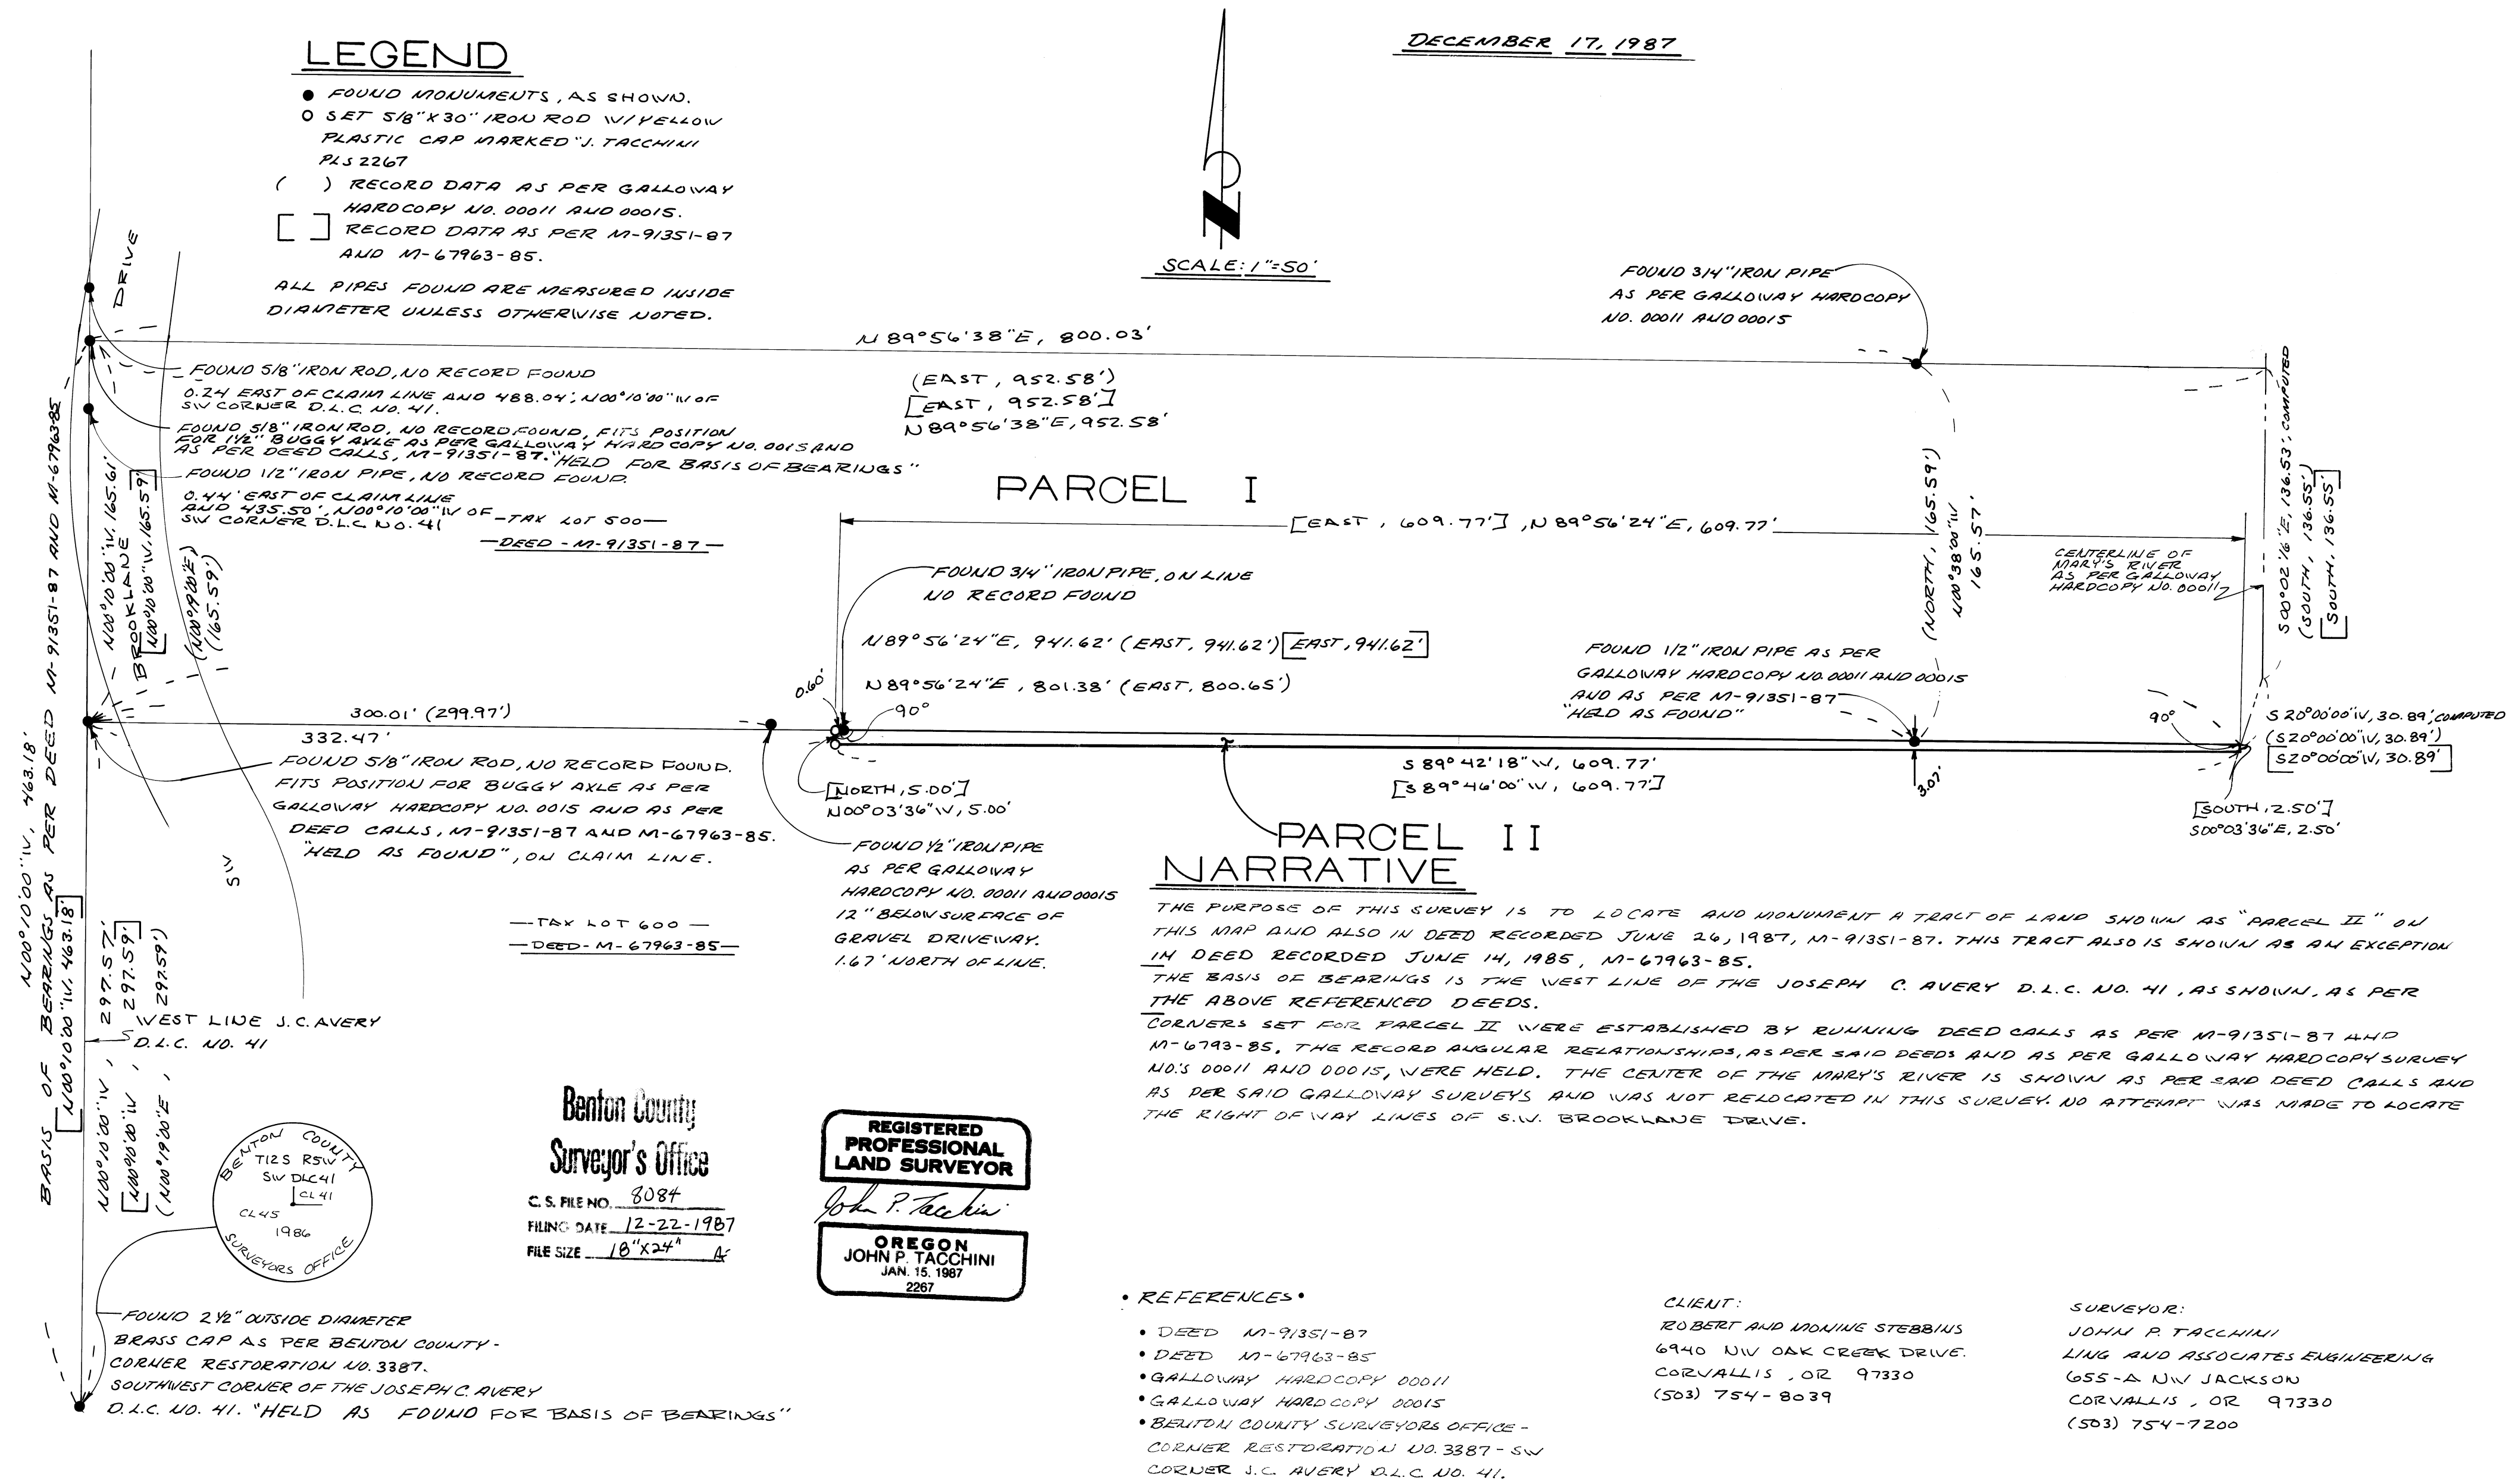 DECEMBER 17, 1987
LEGEND
FOUND MONUMENTS, AS SHOWN.
SET 5/8"X30" IRON ROD W/YELLOW
PLASTIC CAP MARKED "J. TACCHINI
PLS 2267
( ) RECORD DATA AS PER GALLOWAY
HARDCOPY NO. 00011 AND 00015.
[ ] RECORD DATA AS PER M-91351-87
AND M-67963-85.
ALL PIPES FOUND ARE MEASURED INSIDE
DIAMETER UNLESS OTHERWISE NOTED.
N
SCALE: 1"=50'
FOUND 3/4" IRON PIPE
AS PER GALLOWAY HARDCOPY
NO. 00011 AND 00015
DRIVE
N 89°56'38"E, 800.03'
(EAST, 952.58')
[EAST, 952.58']
N 89°56'38"E, 952.58'
FOUND 5/8" IRON ROD, NO RECORD FOUND
0.24 EAST OF CLAIM LINE AND 488.04', N00°10'00"W OF
SW CORNER D.L.C. NO. 41.
FOUND 5/8" IRON ROD, NO RECORD FOUND, FITS POSITION
FOR 1 1/2" BUGGY AXLE AS PER GALLOWAY HARD COPY NO. 0015 AND
AS PER DEED CALLS, M-91351-87. "HELD FOR BASIS OF BEARINGS"
FOUND 1/2" IRON PIPE, NO RECORD FOUND.
0.44' EAST OF CLAIM LINE
AND 435.50', N00°10'00"W OF
SW CORNER D.L.C NO. 41
-TAX LOT 500-
-DEED - M-91351-87-
PARCEL I
[EAST, 609.77'], N 89°56'24"E, 609.77'
FOUND 3/4" IRON PIPE, ON LINE
NO RECORD FOUND
N 89°56'24"E, 941.62' (EAST, 941.62') [EAST, 941.62']
N 89°56'24"E, 801.38' (EAST, 800.65')
0.60'
90°
N00°10'00"W, 165.61'
BROOKLANE
[N00°10'00"W, 165.59']
(N00°19'00"E)
(165.59')
(NORTH, 165.59')
N00°38'00"W
165.57'
CENTERLINE OF
MARY'S RIVER
AS PER GALLOWAY
HARDCOPY NO. 00011
S00°02'16"E, 136.53', COMPUTED
(SOUTH, 136.55')
[SOUTH, 136.55']
FOUND 1/2" IRON PIPE AS PER
GALLOWAY HARDCOPY NO. 00011 AND 00015
AND AS PER M-91351-87
"HELD AS FOUND"
90°
S 20°00'00"W, 30.89', COMPUTED
(S20°00'00"W, 30.89')
[S20°00'00"W, 30.89']
300.01' (299.97')
332.47'
FOUND 5/8" IRON ROD, NO RECORD FOUND.
FITS POSITION FOR BUGGY AXLE AS PER
GALLOWAY HARDCOPY NO. 0015 AND AS PER
DEED CALLS, M-91351-87 AND M-67963-85.
"HELD AS FOUND", ON CLAIM LINE.
[NORTH, 5.00']
N00°03'36"W, 5.00'
S 89°42'18"W, 609.77'
[S 89°46'00"W, 609.77']
3.07'
[SOUTH, 2.50']
S00°03'36"E, 2.50'
FOUND 1/2" IRON PIPE
AS PER GALLOWAY
HARDCOPY NO. 00011 AND 00015
12" BELOW SURFACE OF
GRAVEL DRIVEWAY.
1.67' NORTH OF LINE.
PARCEL II
SW
-TAX LOT 600-
-DEED-M-67963-85-
N00°10'00"W, 463.18'
BASIS OF BEARINGS AS PER DEED M-91351-87 AND M-67963-85
[N00°10'00"W, 463.18']
N00°10'00"W, 297.57'
[N00°10'00"W, 297.59']
(N00°19'00"E, 297.59')
WEST LINE J.C. AVERY
D.L.C. NO. 41
NARRATIVE
THE PURPOSE OF THIS SURVEY IS TO LOCATE AND MONUMENT A TRACT OF LAND SHOWN AS "PARCEL II" ON
THIS MAP AND ALSO IN DEED RECORDED JUNE 26, 1987, M-91351-87. THIS TRACT ALSO IS SHOWN AS AN EXCEPTION
IN DEED RECORDED JUNE 14, 1985, M-67963-85.
THE BASIS OF BEARINGS IS THE WEST LINE OF THE JOSEPH C. AVERY D.L.C. NO. 41, AS SHOWN, AS PER
THE ABOVE REFERENCED DEEDS.
CORNERS SET FOR PARCEL II WERE ESTABLISHED BY RUNNING DEED CALLS AS PER M-91351-87 AND
M-6793-85. THE RECORD ANGULAR RELATIONSHIPS, AS PER SAID DEEDS AND AS PER GALLOWAY HARDCOPY SURVEY
NO.'S 00011 AND 00015, WERE HELD. THE CENTER OF THE MARY'S RIVER IS SHOWN AS PER SAID DEED CALLS AND
AS PER SAID GALLOWAY SURVEY'S AND WAS NOT RELOCATED IN THIS SURVEY. NO ATTEMPT WAS MADE TO LOCATE
THE RIGHT OF WAY LINES OF S.W. BROOKLANE DRIVE.
BENTON COUNTY
T12S R5W
SW DLC41
CL41
CL45
1986
SURVEYORS OFFICE
Benton County
Surveyor's Office
C. S. FILE NO. 8084
FILING DATE 12-22-1987
FILE SIZE 18"X24" A
REGISTERED
PROFESSIONAL
LAND SURVEYOR
John P. Tacchini
OREGON
JOHN P. TACCHINI
JAN. 15, 1987
2267
FOUND 2 1/2" OUTSIDE DIAMETER
BRASS CAP AS PER BENTON COUNTY-
CORNER RESTORATION NO. 3387.
SOUTHWEST CORNER OF THE JOSEPH C. AVERY
D.L.C. NO. 41. "HELD AS FOUND FOR BASIS OF BEARINGS"
• REFERENCES •
• DEED M-91351-87
• DEED M-67963-85
• GALLOWAY HARDCOPY 00011
• GALLOWAY HARDCOPY 00015
• BENTON COUNTY SURVEYORS OFFICE-
CORNER RESTORATION NO. 3387-SW
CORNER J.C. AVERY D.L.C. NO. 41.
CLIENT:
ROBERT AND MONINE STEBBINS
6940 NW OAK CREEK DRIVE.
CORVALLIS, OR 97330
(503) 754-8039
SURVEYOR:
JOHN P. TACCHINI
LING AND ASSOCIATES ENGINEERING
655-A NW JACKSON
CORVALLIS, OR 97330
(503) 754-7200